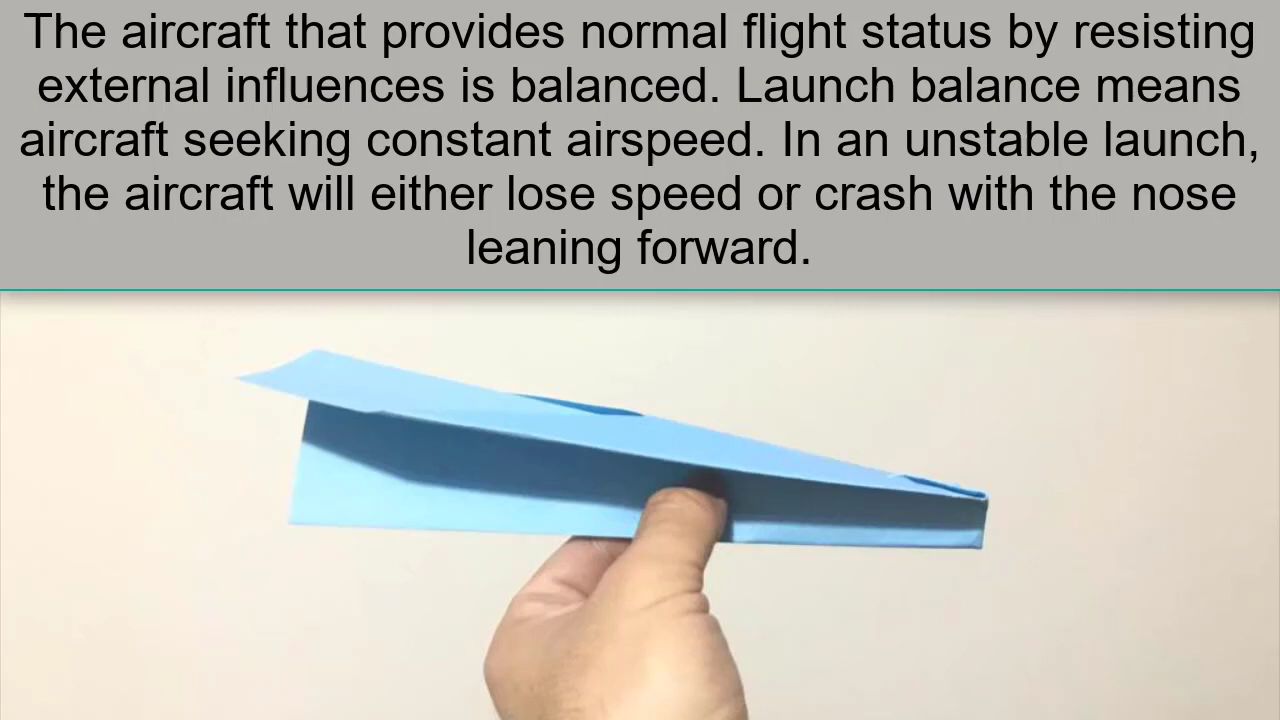 The aircraft that provides normal flight status by resisting
external influences is balanced. Launch balance means
aircraft seeking constant airspeed. In an unstable launch,
the aircraft will either lose speed or crash with the nose
leaning forward.